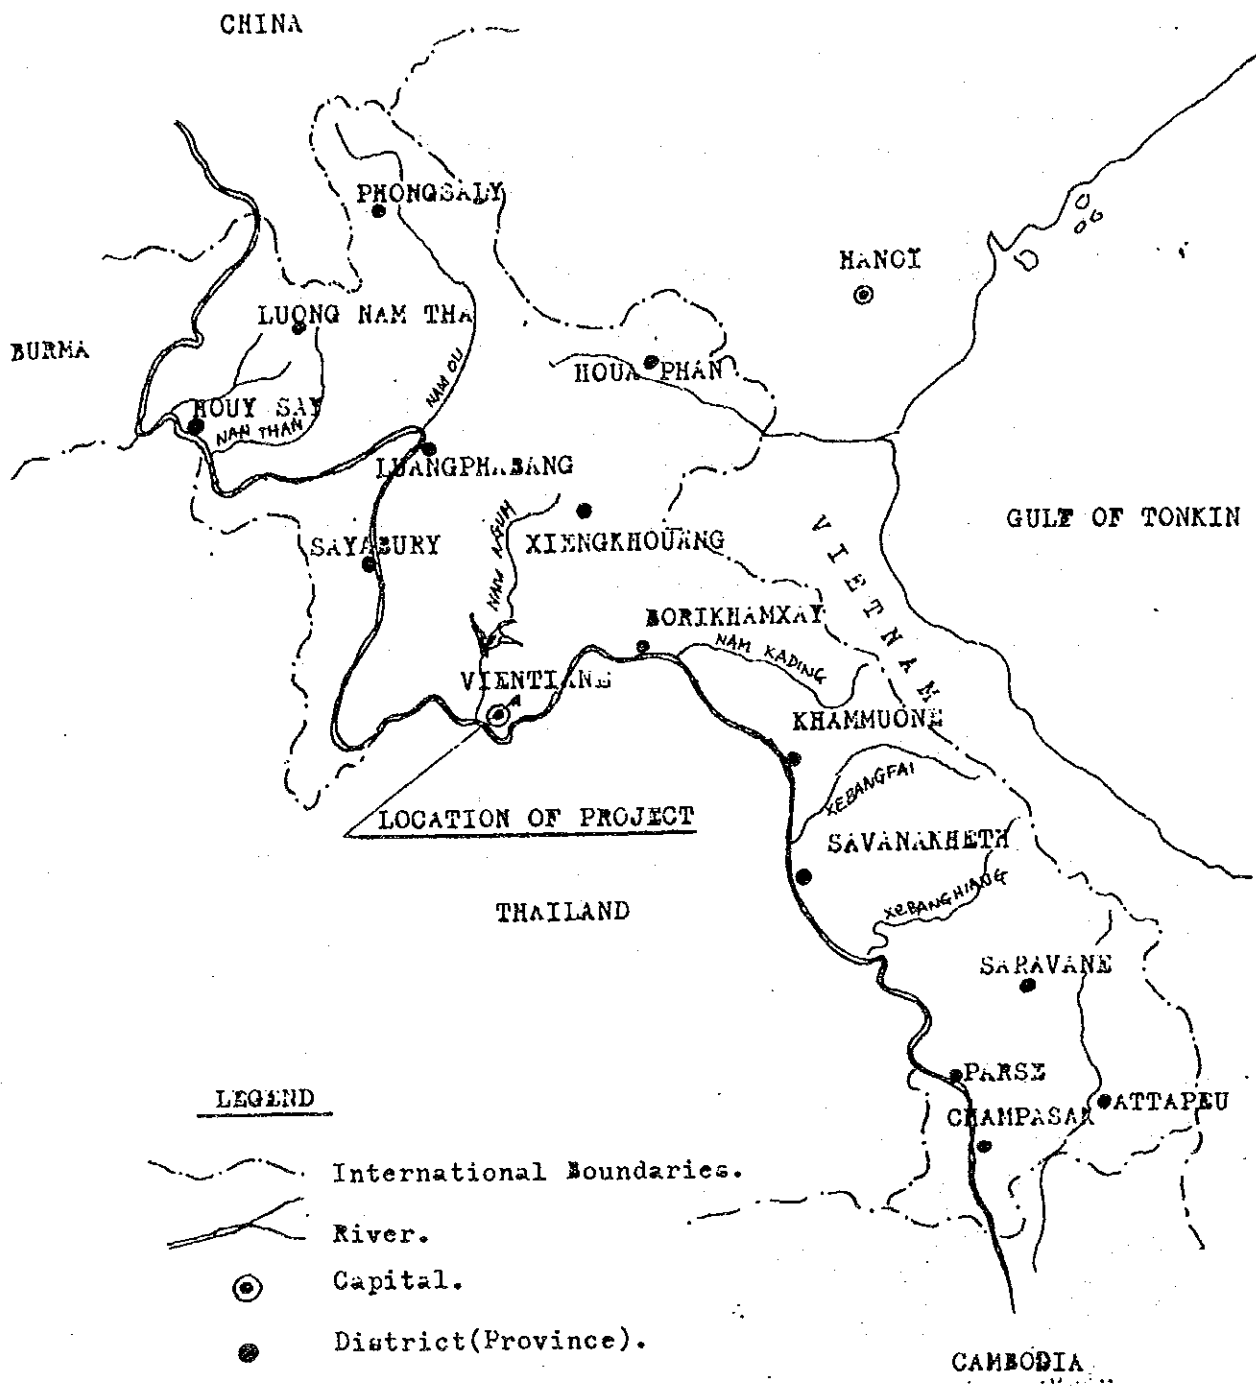 CHINA
PHONGSALY
HANOI
LUONG NAM THA
BURMA
NAM OU
HOUA PHAN
HOUY SAY
NAN THAN
LUANGPHABANG
GULF OF TONKIN
NAM NGUM
XIENGKHOUANG
SAYABURY
VIETNAM
BORIKHAMXAY
NAM KADING
VIENTIANE
KHAMMUONE
XEBANGFAI
LOCATION OF PROJECT
SAVANAKHETH
XEBANGHIANG
THAILAND
SARAVANE
PARSE
ATTAPEU
CHAMPASAK
LEGEND
International Boundaries.
River.
Capital.
District(Province).
CAMBODIA